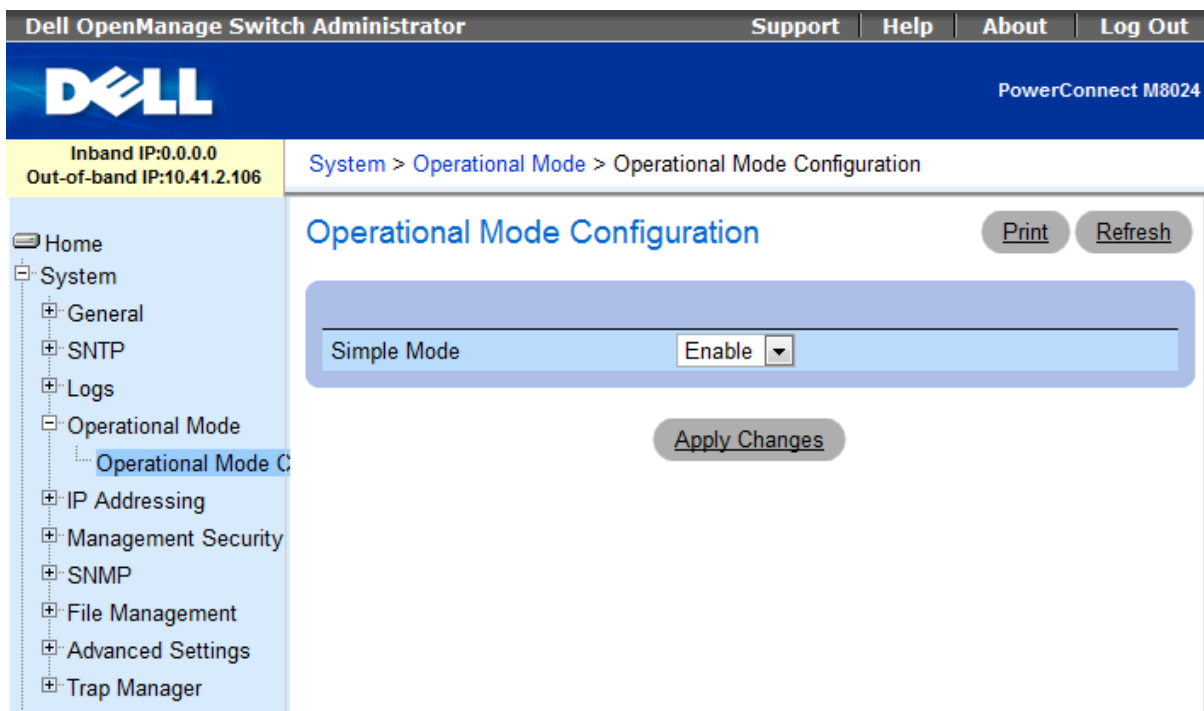 Dell OpenManage Switch Administrator
Support | Help | About | Log Out
DELL
PowerConnect M8024
Inband IP:0.0.0.0
Out-of-band IP:10.41.2.106
System > Operational Mode > Operational Mode Configuration
Home
System
General
SNTP
Logs
Operational Mode
Operational Mode C
IP Addressing
Management Security
SNMP
File Management
Advanced Settings
Trap Manager
Operational Mode Configuration
Print
Refresh
Simple Mode
Enable
Apply Changes